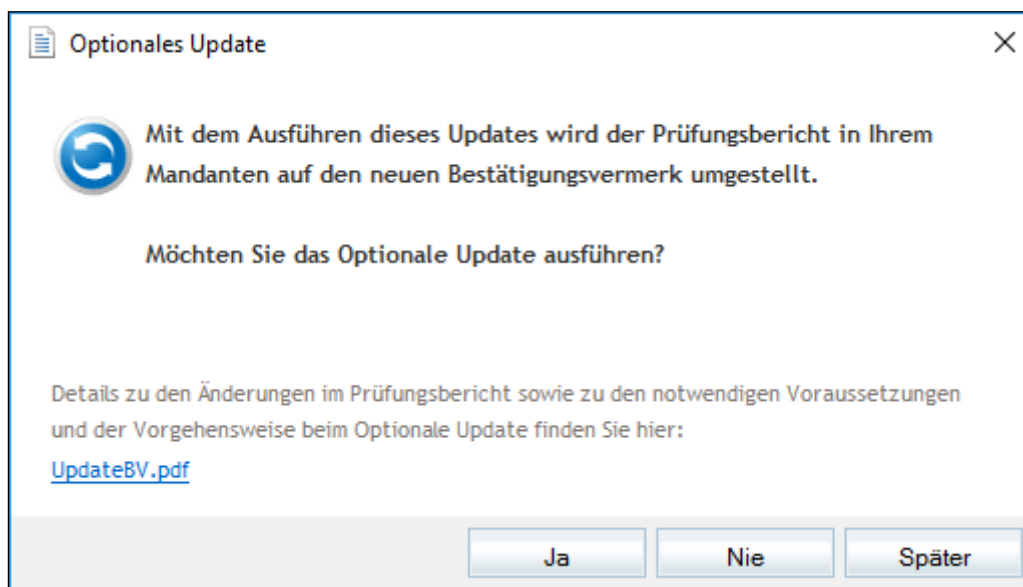 Optionales Update
Mit dem Ausführen dieses Updates wird der Prüfungsbericht in Ihrem
Mandanten auf den neuen Bestätigungsvermerk umgestellt.
Möchten Sie das Optionale Update ausführen?
Details zu den Änderungen im Prüfungsbericht sowie zu den notwendigen Voraussetzungen
und der Vorgehensweise beim Optionale Update finden Sie hier:
UpdateBV.pdf
Ja Nie Später